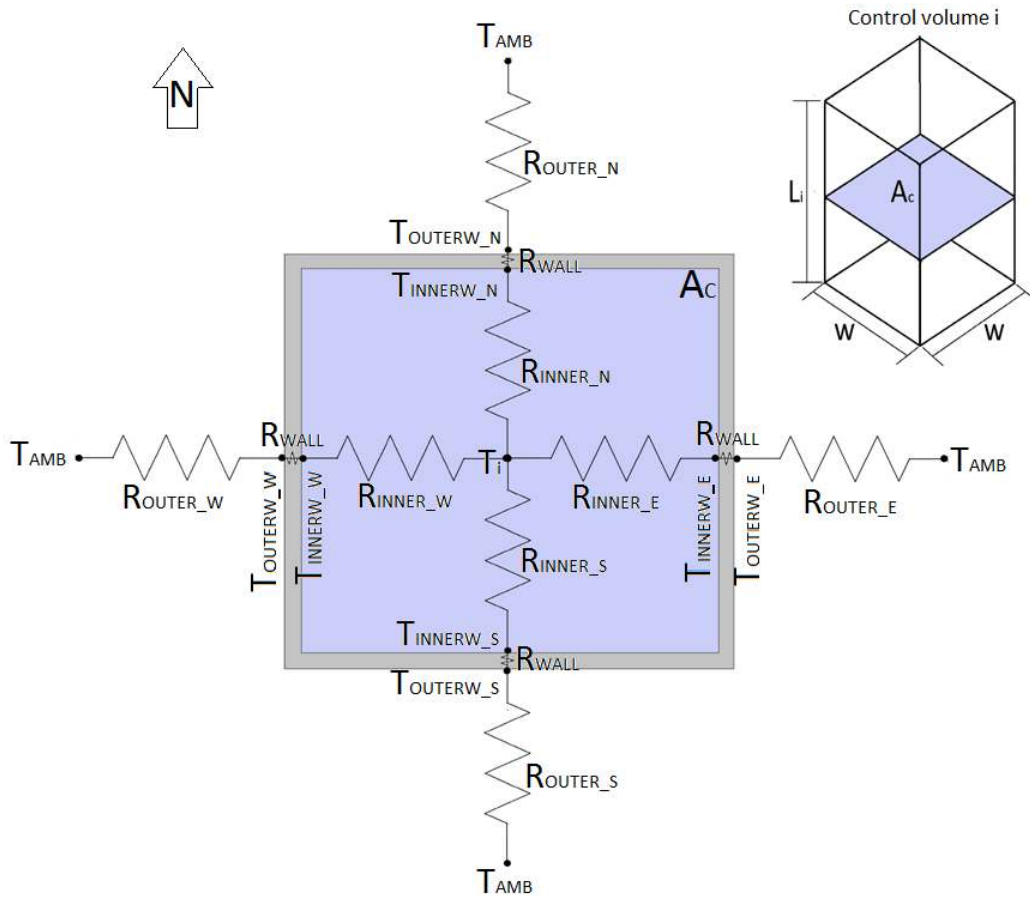 Control volume i
TAMB
N
ROUTER_N
Li
Ac
TOUTERW_N
RWALL
TINNERW_N
AC
W
W
RINNER_N
RWALL
RWALL
TAMB
Ti
TAMB
ROUTER_W
RINNER_W
RINNER_E
ROUTER_E
TOUTERW_W
TINNERW_W
TINNERW_E
TOUTERW_E
RINNER_S
TINNERW_S
RWALL
TOUTERW_S
ROUTER_S
TAMB